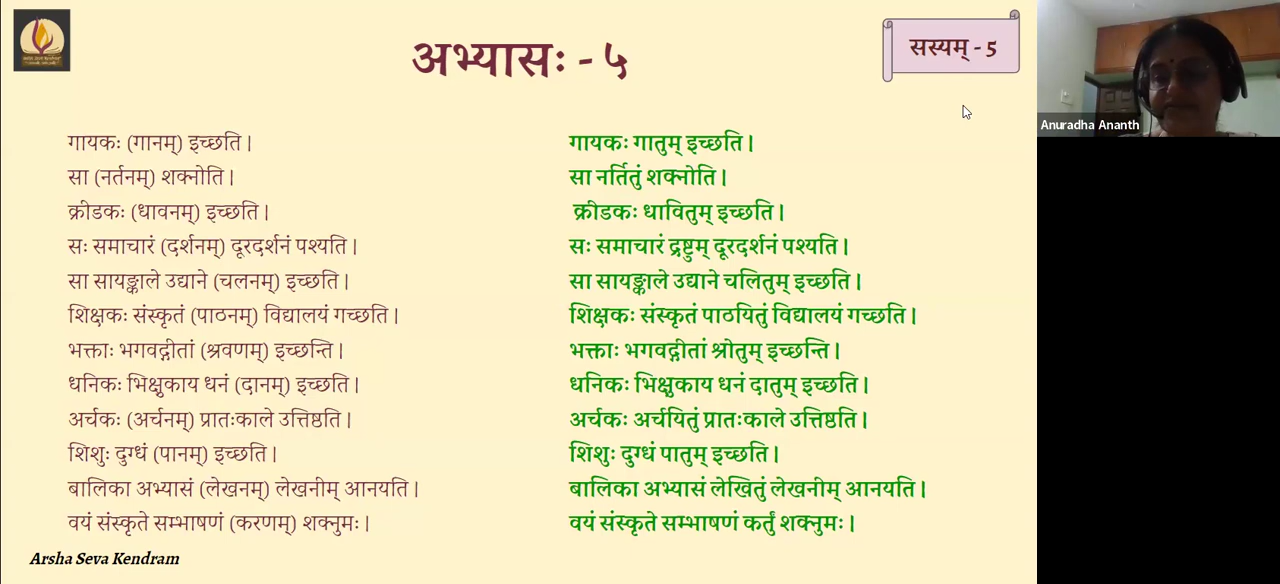 अभ्यासः - ५
सस्यम् - 5
Anuradha Ananth
गायकः (गानम्) इच्छति।
सा (नर्तनम्) शक्नोति।
क्रीडकः (धावनम्) इच्छति।
सः समाचारं (दर्शनम्) दूरदर्शनं पश्यति।
सा सायङ्काले उद्याने (चलनम्) इच्छति।
शिक्षकः संस्कृतं (पाठनम्) विद्यालयं गच्छति।
भक्ताः भगवद्गीतां (श्रवणम्) इच्छन्ति।
धनिकः भिक्षुकाय धनं (दानम्) इच्छति।
अर्चकः (अर्चनम्) प्रातःकाले उत्तिष्ठति।
शिशुः दुग्धं (पानम्) इच्छति।
बालिका अभ्यासं (लेखनम्) लेखनीम् आनयति।
वयं संस्कृते सम्भाषणं (करणम्) शक्नुमः।
गायकः गातुम् इच्छति।
सा नर्तितुं शक्नोति।
क्रीडकः धावितुम् इच्छति।
सः समाचारं द्रष्टुम् दूरदर्शनं पश्यति।
सा सायङ्काले उद्याने चलितुम् इच्छति।
शिक्षकः संस्कृतं पाठयितुं विद्यालयं गच्छति।
भक्ताः भगवद्गीतां श्रोतुम् इच्छन्ति।
धनिकः भिक्षुकाय धनं दातुम् इच्छति।
अर्चकः अर्चयितुं प्रातःकाले उत्तिष्ठति।
शिशुः दुग्धं पातुम् इच्छति।
बालिका अभ्यासं लेखितुं लेखनीम् आनयति।
वयं संस्कृते सम्भाषणं कर्तुं शक्नुमः।
Arsha Seva Kendram